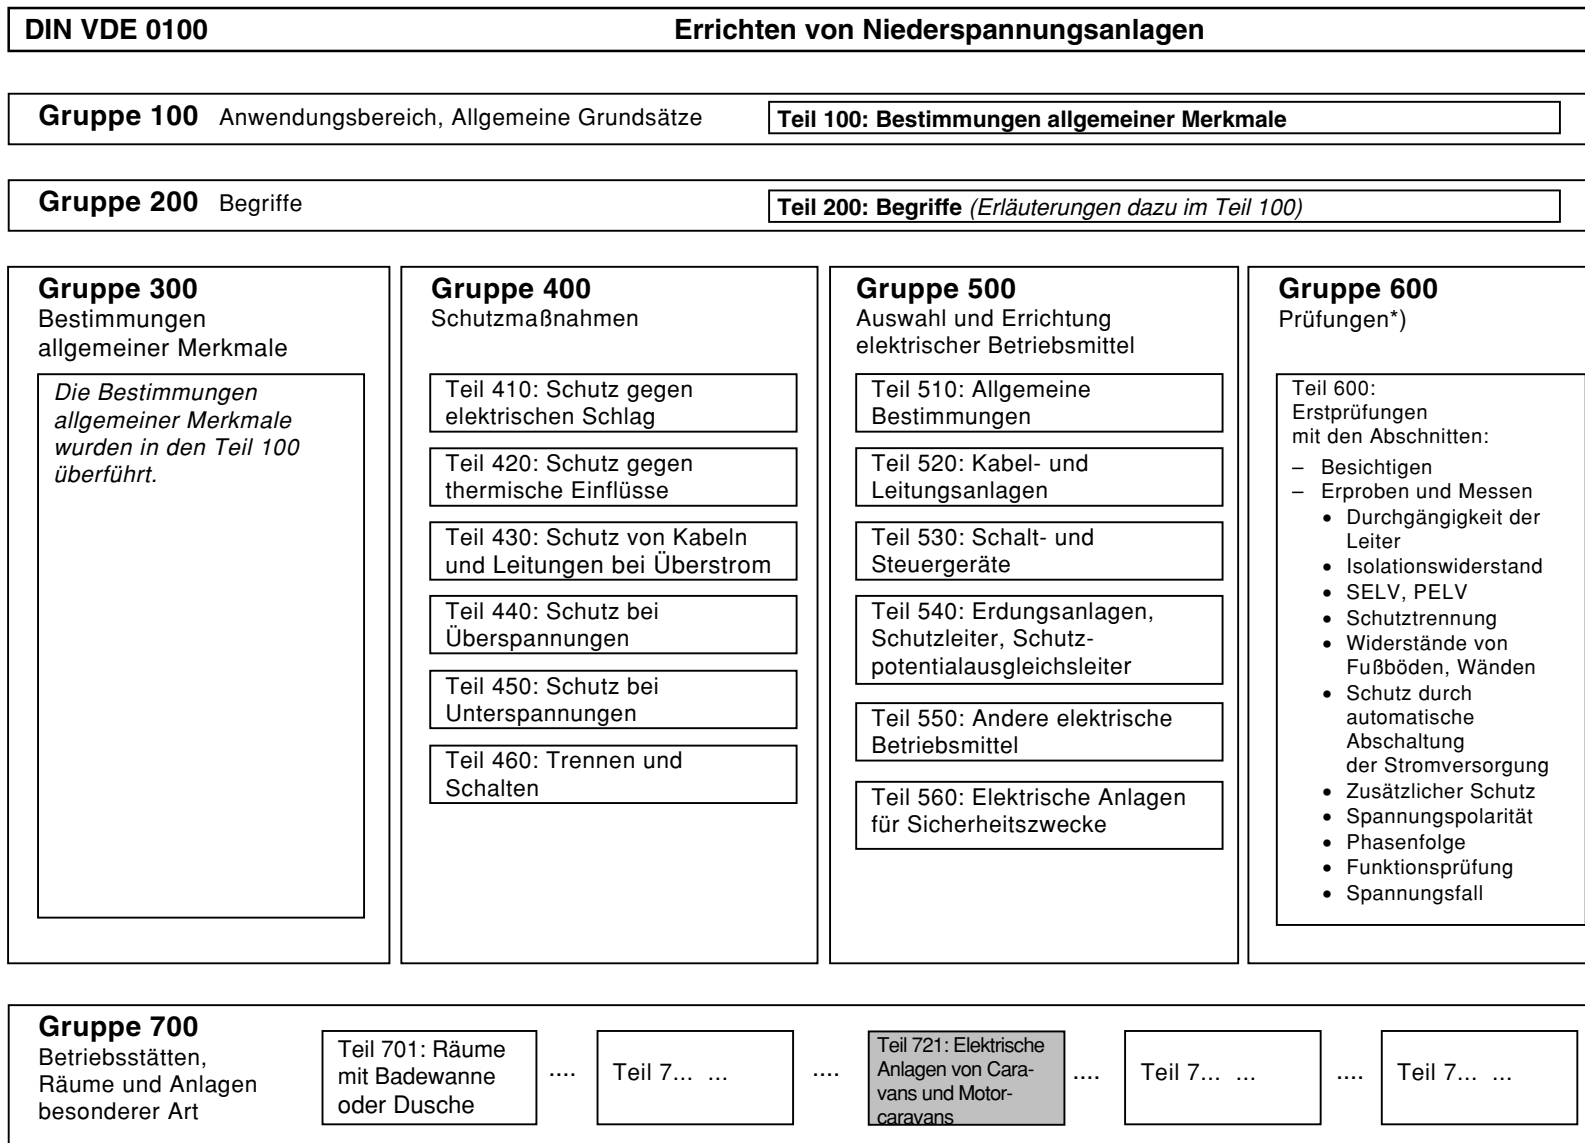 DIN VDE 0100 Errichten von Niederspannungsanlagen
Gruppe 100 Anwendungsbereich, Allgemeine Grundsätze
Teil 100: Bestimmungen allgemeiner Merkmale
Gruppe 200 Begriffe
Teil 200: Begriffe (Erläuterungen dazu im Teil 100)
Gruppe 300
Bestimmungen
allgemeiner Merkmale
Die Bestimmungen
allgemeiner Merkmale
wurden in den Teil 100
überführt.
Gruppe 400
Schutzmaßnahmen
Teil 410: Schutz gegen
elektrischen Schlag
Teil 420: Schutz gegen
thermische Einflüsse
Teil 430: Schutz von Kabeln
und Leitungen bei Überstrom
Teil 440: Schutz bei
Überspannungen
Teil 450: Schutz bei
Unterspannungen
Teil 460: Trennen und
Schalten
Gruppe 500
Auswahl und Errichtung
elektrischer Betriebsmittel
Teil 510: Allgemeine
Bestimmungen
Teil 520: Kabel- und
Leitungsanlagen
Teil 530: Schalt- und
Steuergeräte
Teil 540: Erdungsanlagen,
Schutzleiter, Schutz-
potentialausgleichsleiter
Teil 550: Andere elektrische
Betriebsmittel
Teil 560: Elektrische Anlagen
für Sicherheitszwecke
Gruppe 600
Prüfungen*)
Teil 600:
Erstprüfungen
mit den Abschnitten:
– Besichtigen
– Erproben und Messen
• Durchgängigkeit der
Leiter
• Isolationswiderstand
• SELV, PELV
• Schutztrennung
• Widerstände von
Fußböden, Wänden
• Schutz durch
automatische
Abschaltung
der Stromversorgung
• Zusätzlicher Schutz
• Spannungspolarität
• Phasenfolge
• Funktionsprüfung
• Spannungsfall
Gruppe 700
Betriebsstätten,
Räume und Anlagen
besonderer Art
Teil 701: Räume
mit Badewanne
oder Dusche
....
Teil 7... ...
....
Teil 721: Elektrische
Anlagen von Cara-
vans und Motor-
caravans
....
Teil 7... ...
....
Teil 7... ...